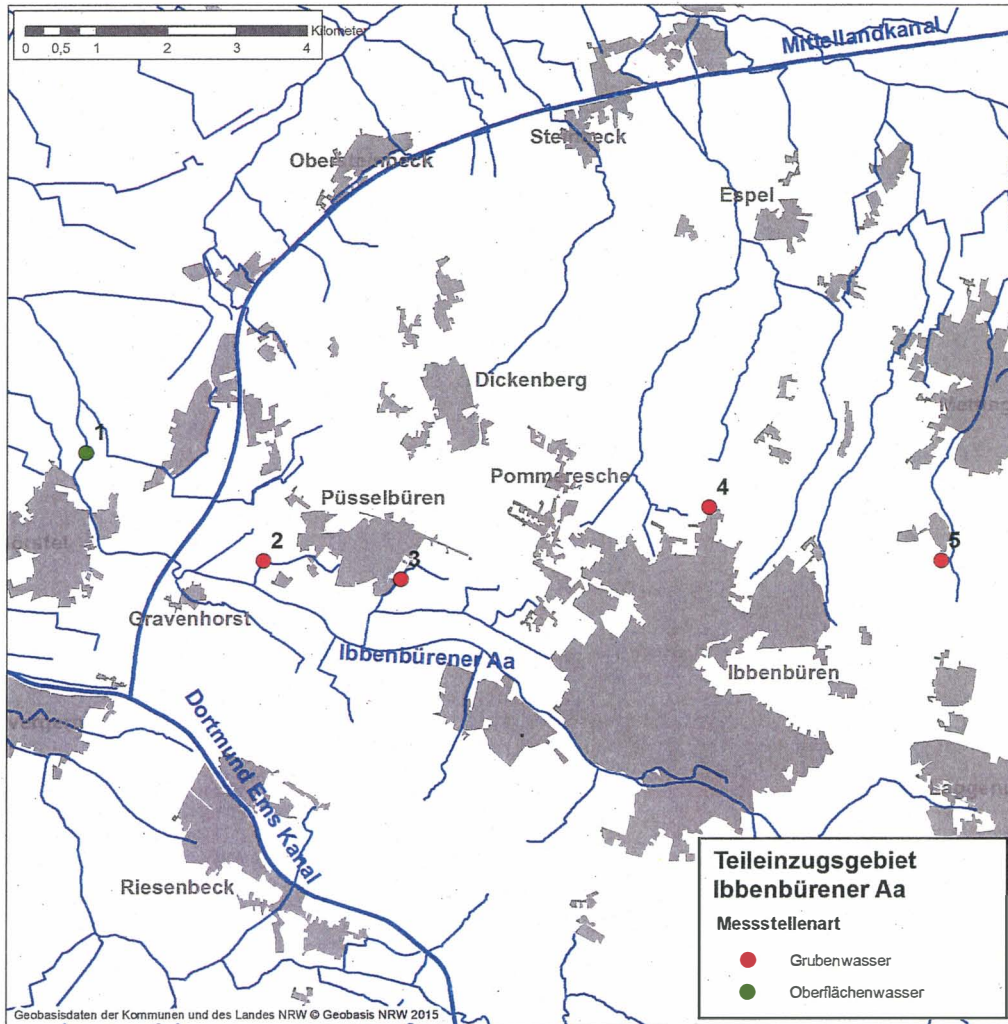 Kilometer
0 0,5 1 2 3 4
Mittellandkanal
Steinbeck
Obersteinbeck
Espel
Dickenberg
1
Pommeresche
4
Püsselbüren
2
3
5
Gravenhorst
Ibbenbürener Aa
Ibbenbüren
Dortmund Ems Kanal
Riesenbeck
Teileinzugsgebiet
Ibbenbürener Aa
Messstellenart
Grubenwasser
Oberflächenwasser
Geobasisdaten der Kommunen und des Landes NRW © Geobasis NRW 2015